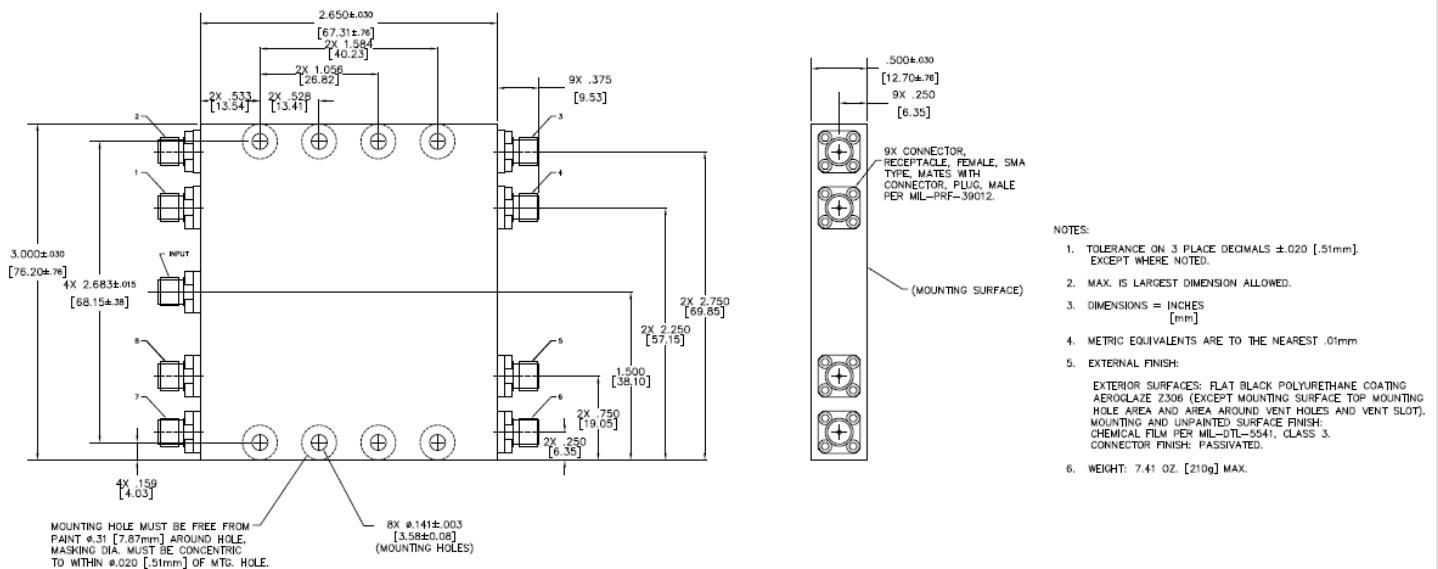 2.650±.030
[67.31±.76]
2X 1.584
[40.23]
2X 1.056
[26.82]
2X .533
[13.54]
2X .528
[13.41]
9X .375
[9.53]
2
3
1
4
INPUT
8
5
7
6
3.000±.030
[76.20±.76]
4X 2.683±.015
[68.15±.38]
2X 2.750
[69.85]
2X 2.250
[57.15]
1.500
[38.10]
2X .750
[19.05]
2X .250
[6.35]
4X .159
[4.03]
MOUNTING HOLE MUST BE FREE FROM
PAINT ø.31 [7.87mm] AROUND HOLE,
MASKING DIA. MUST BE CONCENTRIC
TO WITHIN ø.020 [.51mm] OF MTG. HOLE.
8X ø.141±.003
[3.58±0.08]
(MOUNTING HOLES)
.500±.030
[12.70±.76]
9X .250
[6.35]
9X CONNECTOR,
RECEPTACLE, FEMALE, SMA
TYPE, MATES WITH
CONNECTOR, PLUG, MALE
PER MIL-PRF-39012.
(MOUNTING SURFACE)
NOTES:
1. TOLERANCE ON 3 PLACE DECIMALS ±.020 [.51mm].
EXCEPT WHERE NOTED.
2. MAX. IS LARGEST DIMENSION ALLOWED.
3. DIMENSIONS = INCHES
[mm]
4. METRIC EQUIVALENTS ARE TO THE NEAREST .01mm
5. EXTERNAL FINISH:
EXTERIOR SURFACES: FLAT BLACK POLYURETHANE COATING
AEROGLAZE Z306 (EXCEPT MOUNTING SURFACE TOP MOUNTING
HOLE AREA AND AREA AROUND VENT HOLES AND VENT SLOT).
MOUNTING AND UNPAINTED SURFACE FINISH:
CHEMICAL FILM PER MIL-DTL-5541, CLASS 3.
CONNECTOR FINISH: PASSIVATED.
6. WEIGHT: 7.41 OZ. [210g] MAX.